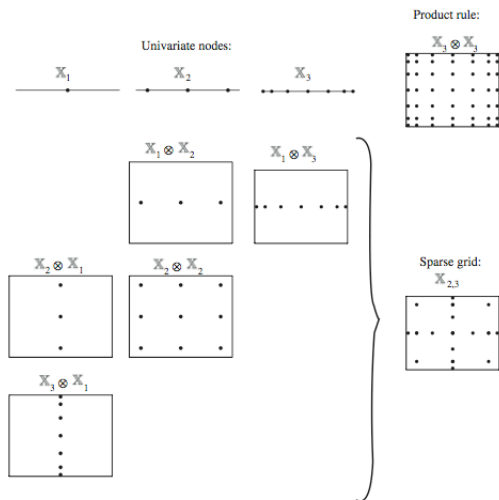 Product rule:
𝕏₃ ⊗ 𝕏₃
Univariate nodes:
𝕏₁
𝕏₂
𝕏₃
𝕏₁ ⊗ 𝕏₂
𝕏₁ ⊗ 𝕏₃
𝕏₂ ⊗ 𝕏₁
𝕏₂ ⊗ 𝕏₂
Sparse grid:
𝕏₂,₃
𝕏₃ ⊗ 𝕏₁